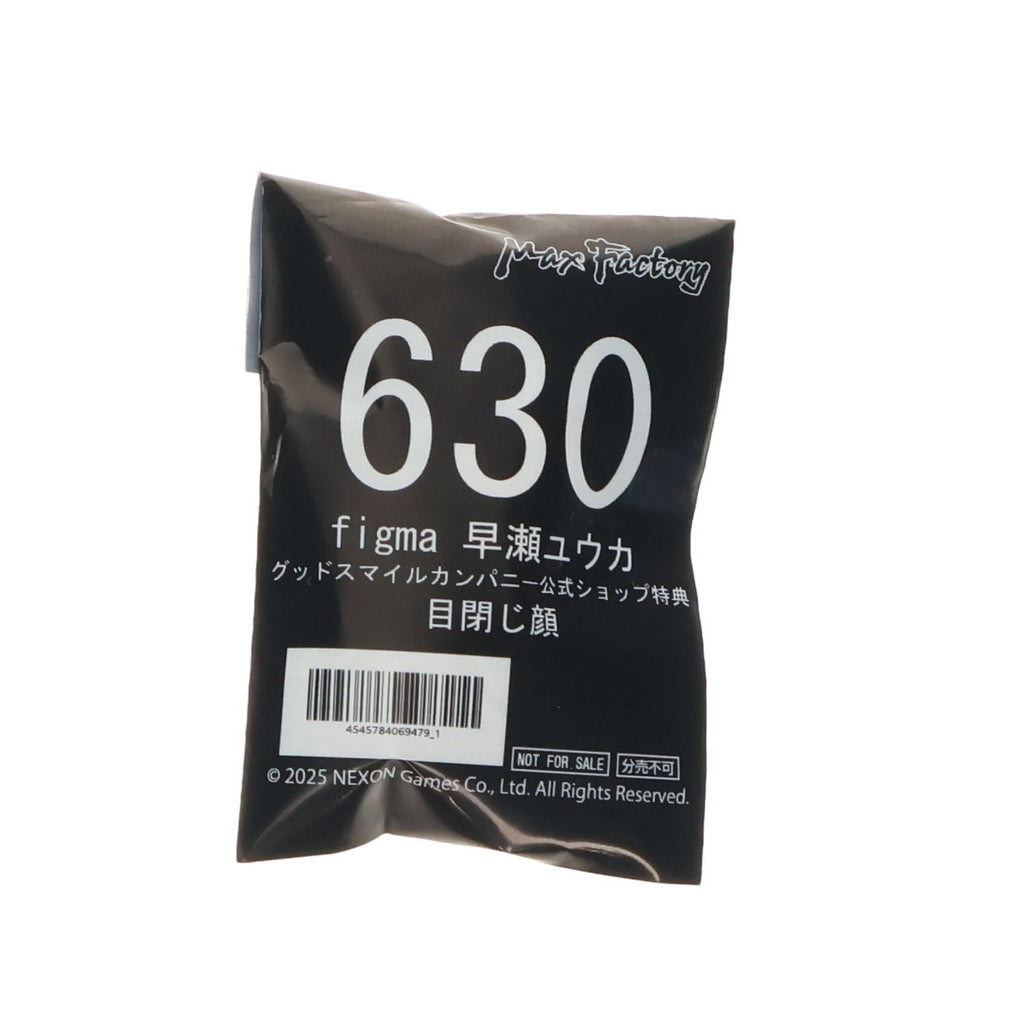 Max Factory
630
figma 早瀬ユウカ
グッドスマイルカンパニー公式ショップ特典
目閉じ顔
4545784069479_1
NOT FOR SALE 分売不可
© 2025 NEXON Games Co., Ltd. All Rights Reserved.